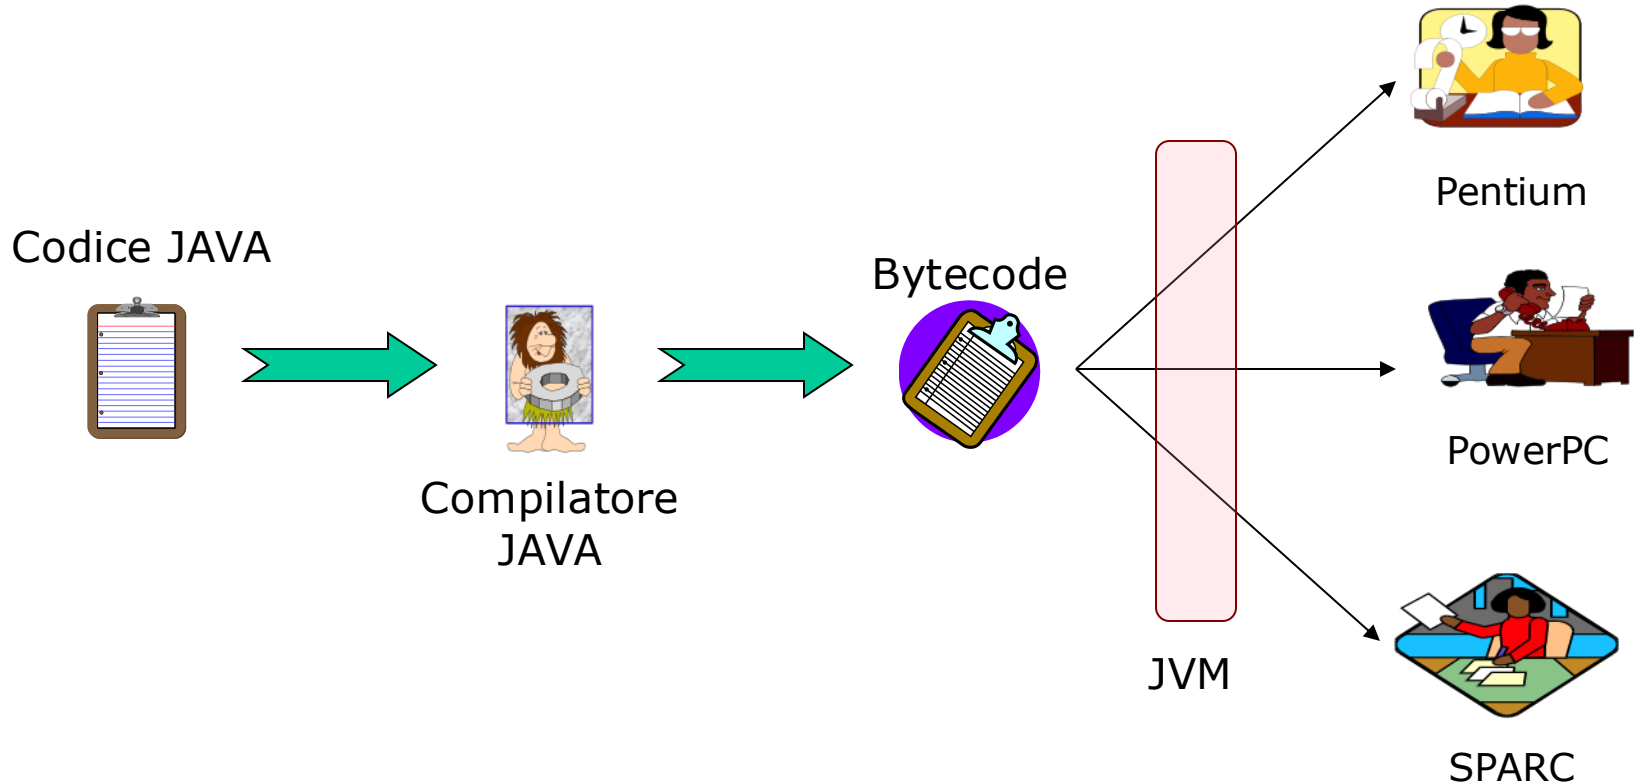 Codice JAVA
Compilatore
JAVA
Bytecode
JVM
Pentium
PowerPC
SPARC